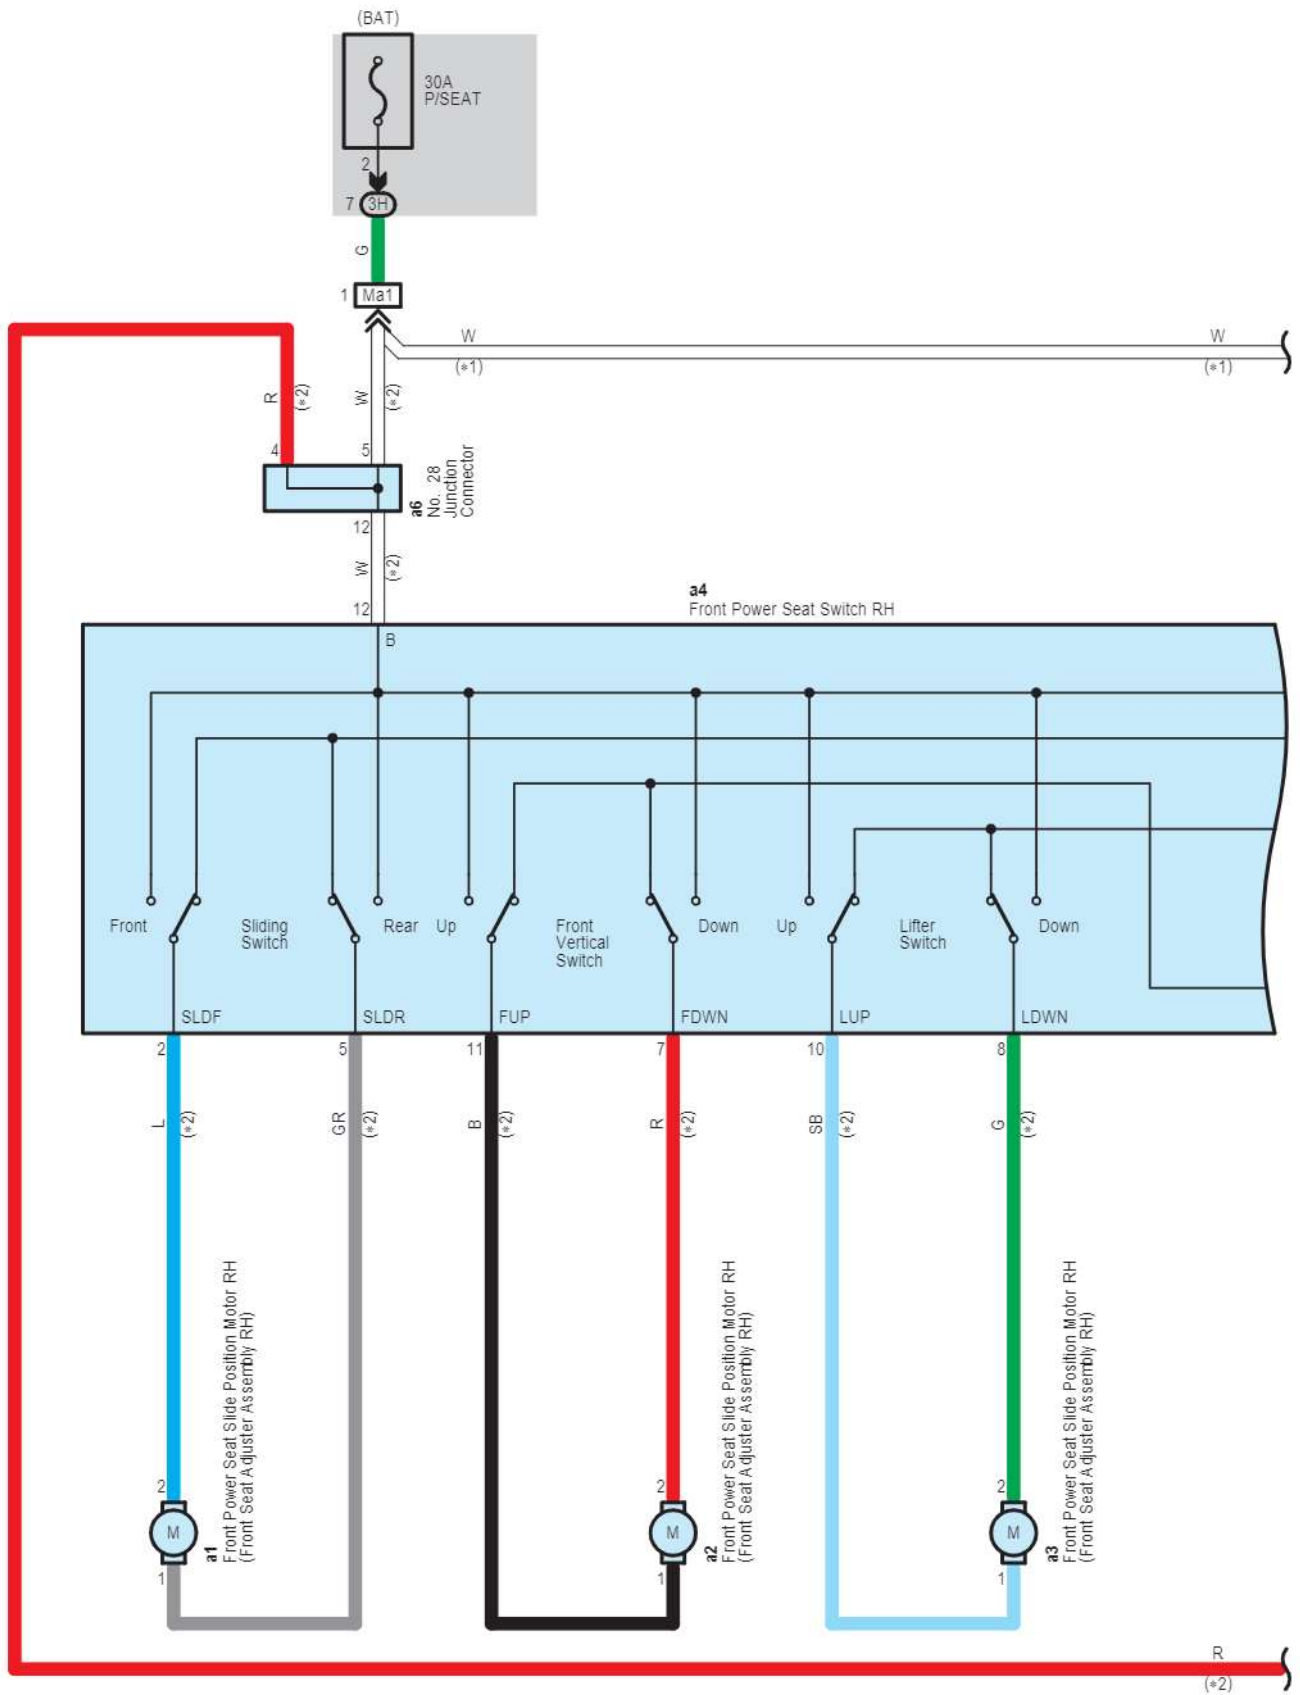 (BAT)
30A
P/SEAT
2
7 3H
G
1 Ma1
W
(*1)
W
(*1)
R
(*2)
W
(*2)
4
5
a6
No. 28
Junction
Connector
12
W
(*2)
12
a4
Front Power Seat Switch RH
B
Front
Sliding
Switch
Rear
Up
Front
Vertical
Switch
Down
Up
Lifter
Switch
Down
SLDF
SLDR
FUP
FDWN
LUP
LDWN
2
5
11
7
10
8
L
(*2)
GR
(*2)
B
(*2)
R
(*2)
SB
(*2)
G
(*2)
2
M
1
a1
Front Power Seat Slide Position Motor RH
(Front Seat Adjuster Assembly RH)
2
M
1
a2
Front Power Seat Slide Position Motor RH
(Front Seat Adjuster Assembly RH)
2
M
1
a3
Front Power Seat Slide Position Motor RH
(Front Seat Adjuster Assembly RH)
R
(*2)